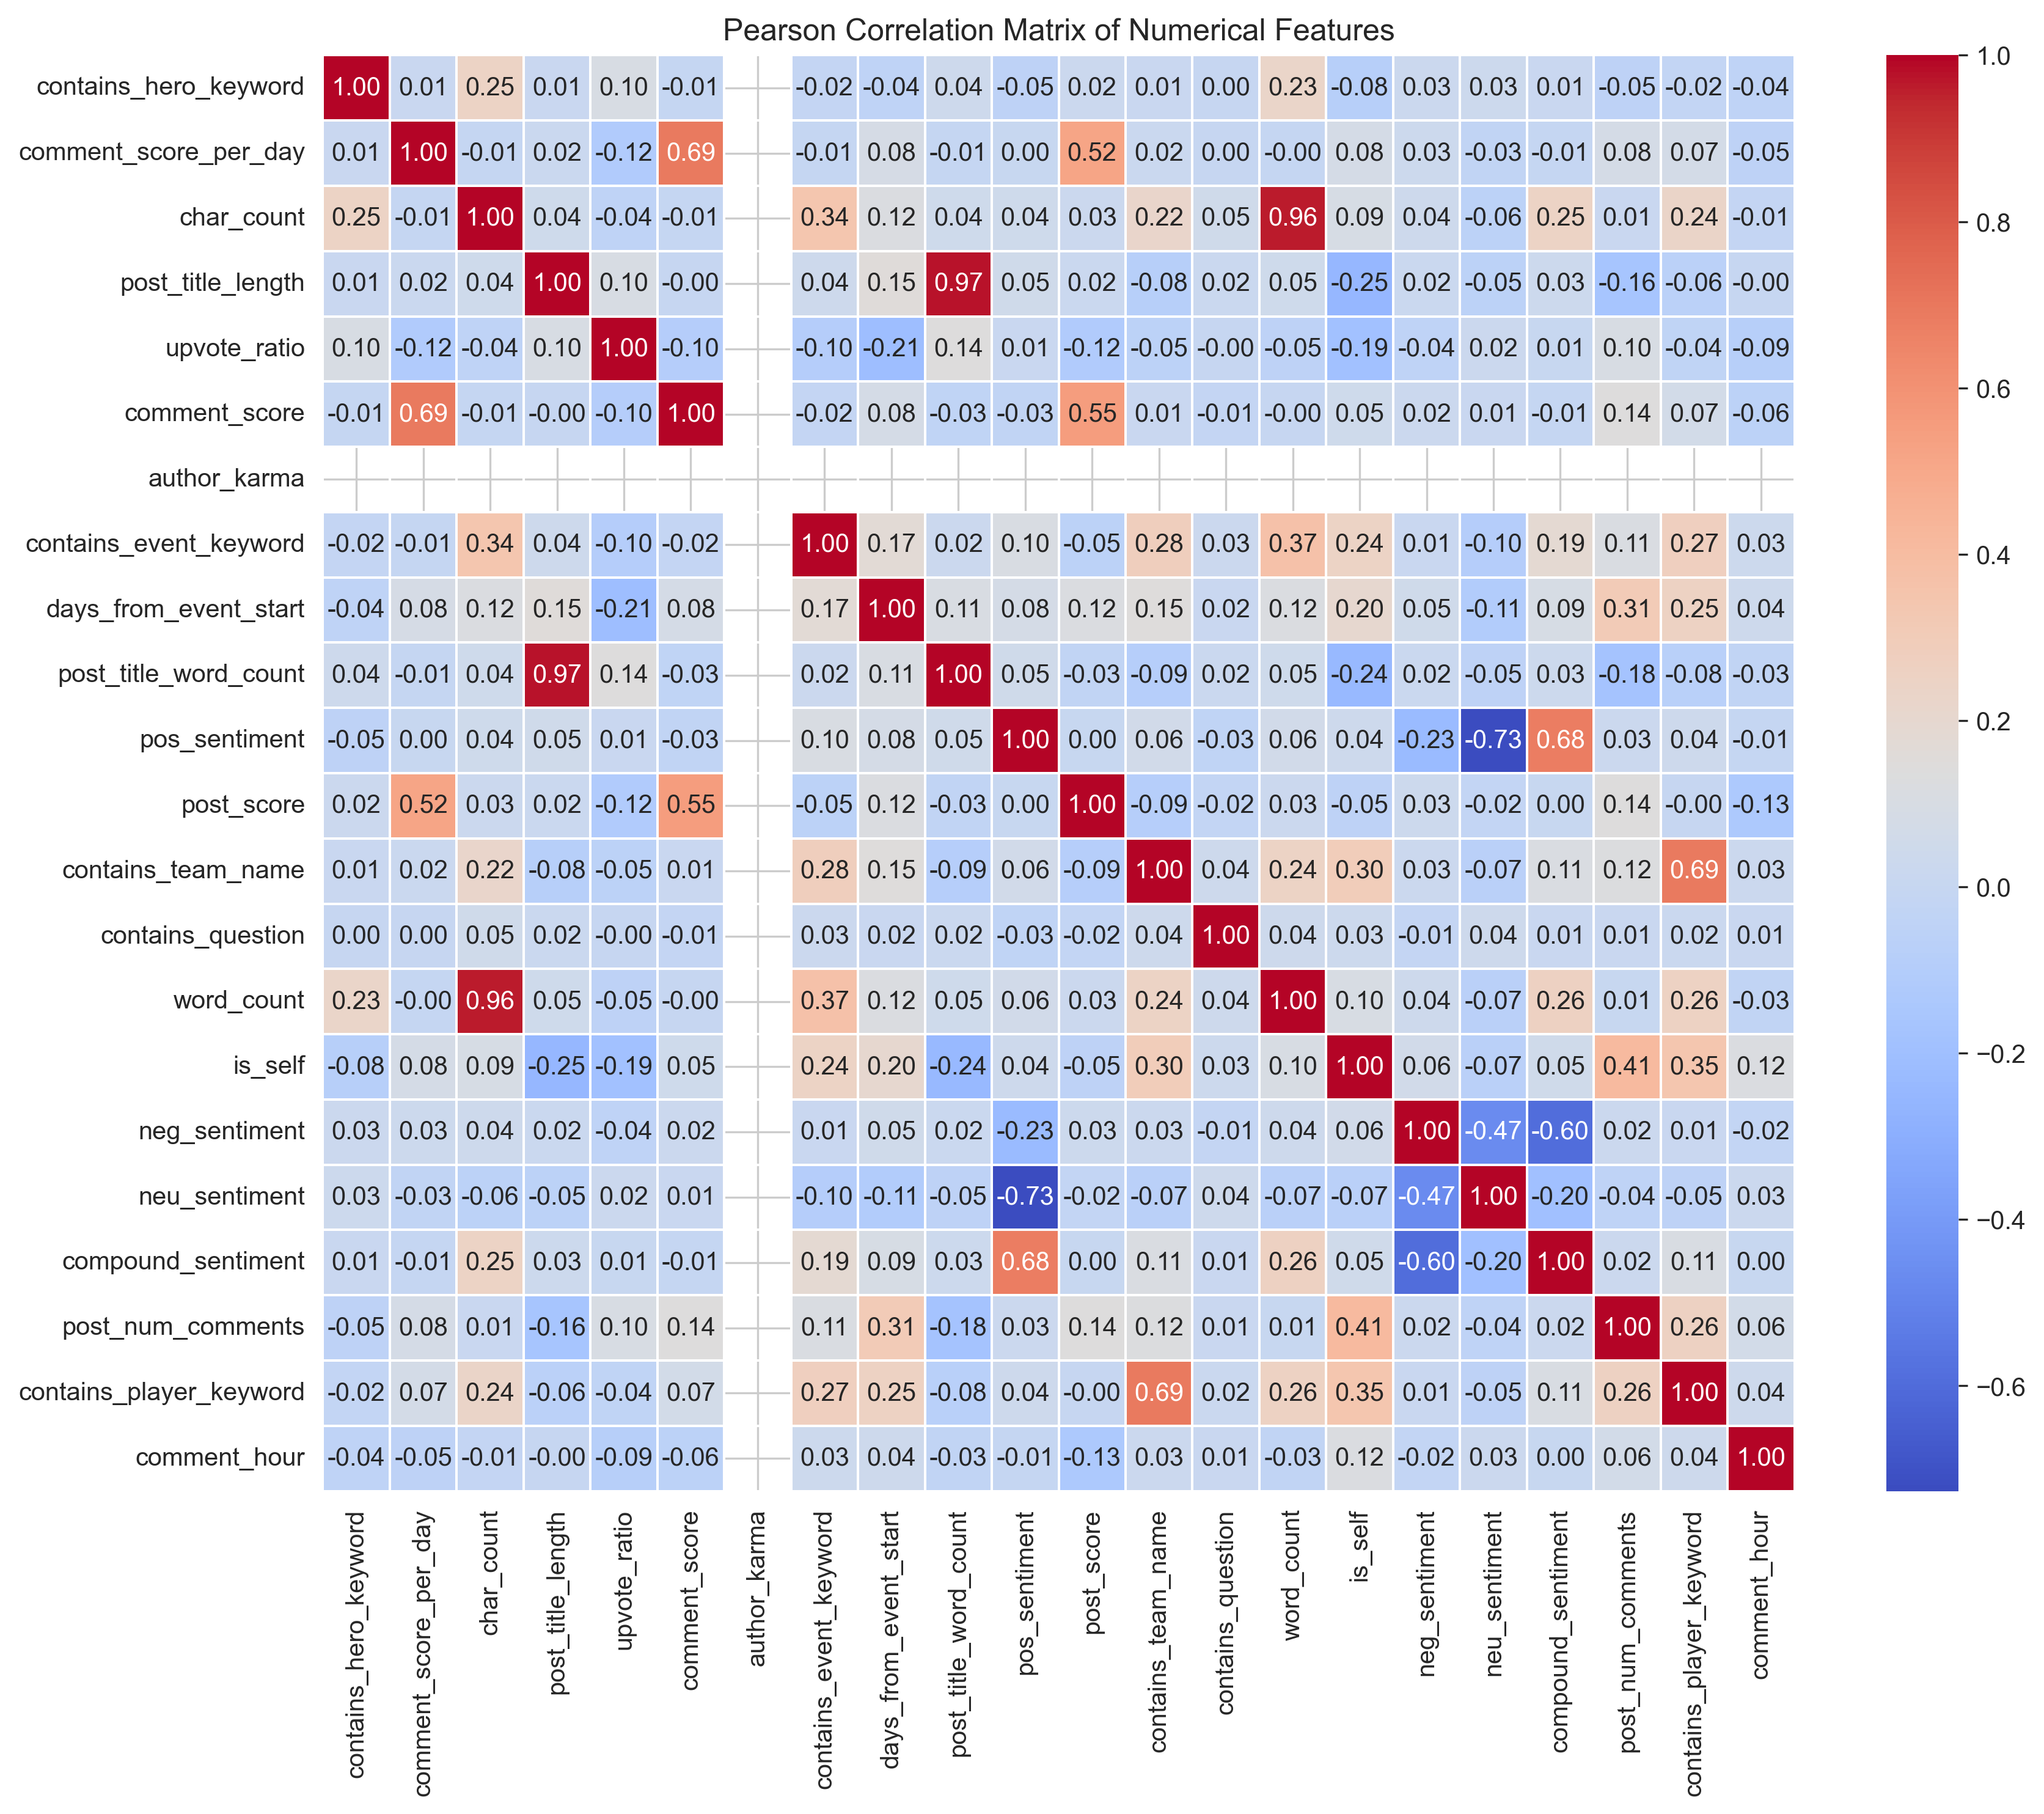 Pearson Correlation Matrix of Numerical Features
contains_hero_keyword 1.00 0.01 0.25 0.01 0.10 -0.01 -0.02 -0.04 0.04 -0.05 0.02 0.01 0.00 0.23 -0.08 0.03 0.03 0.01 -0.05 -0.02 -0.04
comment_score_per_day 0.01 1.00 -0.01 0.02 -0.12 0.69 -0.01 0.08 -0.01 0.00 0.52 0.02 0.00 -0.00 0.08 0.03 -0.03 -0.01 0.08 0.07 -0.05
char_count 0.25 -0.01 1.00 0.04 -0.04 -0.01 0.34 0.12 0.04 0.04 0.03 0.22 0.05 0.96 0.09 0.04 -0.06 0.25 0.01 0.24 -0.01
post_title_length 0.01 0.02 0.04 1.00 0.10 -0.00 0.04 0.15 0.97 0.05 0.02 -0.08 0.02 0.05 -0.25 0.02 -0.05 0.03 -0.16 -0.06 -0.00
upvote_ratio 0.10 -0.12 -0.04 0.10 1.00 -0.10 -0.10 -0.21 0.14 0.01 -0.12 -0.05 -0.00 -0.05 -0.19 -0.04 0.02 0.01 0.10 -0.04 -0.09
comment_score -0.01 0.69 -0.01 -0.00 -0.10 1.00 -0.02 0.08 -0.03 -0.03 0.55 0.01 -0.01 -0.00 0.05 0.02 0.01 -0.01 0.14 0.07 -0.06
author_karma
contains_event_keyword -0.02 -0.01 0.34 0.04 -0.10 -0.02 1.00 0.17 0.02 0.10 -0.05 0.28 0.03 0.37 0.24 0.01 -0.10 0.19 0.11 0.27 0.03
days_from_event_start -0.04 0.08 0.12 0.15 -0.21 0.08 0.17 1.00 0.11 0.08 0.12 0.15 0.02 0.12 0.20 0.05 -0.11 0.09 0.31 0.25 0.04
post_title_word_count 0.04 -0.01 0.04 0.97 0.14 -0.03 0.02 0.11 1.00 0.05 -0.03 -0.09 0.02 0.05 -0.24 0.02 -0.05 0.03 -0.18 -0.08 -0.03
pos_sentiment -0.05 0.00 0.04 0.05 0.01 -0.03 0.10 0.08 0.05 1.00 0.00 0.06 -0.03 0.06 0.04 -0.23 -0.73 0.68 0.03 0.04 -0.01
post_score 0.02 0.52 0.03 0.02 -0.12 0.55 -0.05 0.12 -0.03 0.00 1.00 -0.09 -0.02 0.03 -0.05 0.03 -0.02 0.00 0.14 -0.00 -0.13
contains_team_name 0.01 0.02 0.22 -0.08 -0.05 0.01 0.28 0.15 -0.09 0.06 -0.09 1.00 0.04 0.24 0.30 0.03 -0.07 0.11 0.12 0.69 0.03
contains_question 0.00 0.00 0.05 0.02 -0.00 -0.01 0.03 0.02 0.02 -0.03 -0.02 0.04 1.00 0.04 0.03 -0.01 0.04 0.01 0.01 0.02 0.01
word_count 0.23 -0.00 0.96 0.05 -0.05 -0.00 0.37 0.12 0.05 0.06 0.03 0.24 0.04 1.00 0.10 0.04 -0.07 0.26 0.01 0.26 -0.03
is_self -0.08 0.08 0.09 -0.25 -0.19 0.05 0.24 0.20 -0.24 0.04 -0.05 0.30 0.03 0.10 1.00 0.06 -0.07 0.05 0.41 0.35 0.12
neg_sentiment 0.03 0.03 0.04 0.02 -0.04 0.02 0.01 0.05 0.02 -0.23 0.03 0.03 -0.01 0.04 0.06 1.00 -0.47 -0.60 0.02 0.01 -0.02
neu_sentiment 0.03 -0.03 -0.06 -0.05 0.02 0.01 -0.10 -0.11 -0.05 -0.73 -0.02 -0.07 0.04 -0.07 -0.07 -0.47 1.00 -0.20 -0.04 -0.05 0.03
compound_sentiment 0.01 -0.01 0.25 0.03 0.01 -0.01 0.19 0.09 0.03 0.68 0.00 0.11 0.01 0.26 0.05 -0.60 -0.20 1.00 0.02 0.11 0.00
post_num_comments -0.05 0.08 0.01 -0.16 0.10 0.14 0.11 0.31 -0.18 0.03 0.14 0.12 0.01 0.01 0.41 0.02 -0.04 0.02 1.00 0.26 0.06
contains_player_keyword -0.02 0.07 0.24 -0.06 -0.04 0.07 0.27 0.25 -0.08 0.04 -0.00 0.69 0.02 0.26 0.35 0.01 -0.05 0.11 0.26 1.00 0.04
comment_hour -0.04 -0.05 -0.01 -0.00 -0.09 -0.06 0.03 0.04 -0.03 -0.01 -0.13 0.03 0.01 -0.03 0.12 -0.02 0.03 0.00 0.06 0.04 1.00
contains_hero_keyword
comment_score_per_day
char_count
post_title_length
upvote_ratio
comment_score
author_karma
contains_event_keyword
days_from_event_start
post_title_word_count
pos_sentiment
post_score
contains_team_name
contains_question
word_count
is_self
neg_sentiment
neu_sentiment
compound_sentiment
post_num_comments
contains_player_keyword
comment_hour
1.0
0.8
0.6
0.4
0.2
0.0
−0.2
−0.4
−0.6